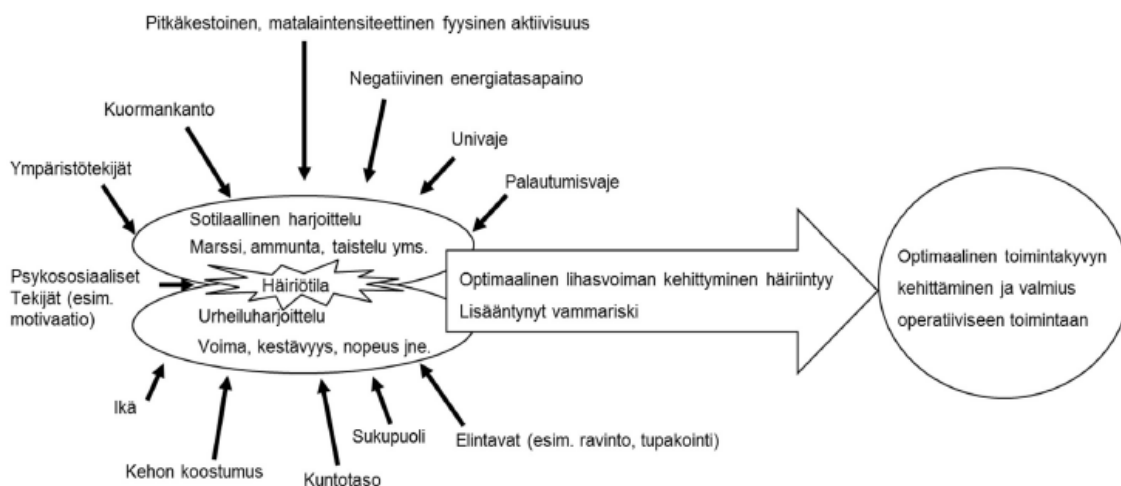 Pitkäkestoinen, matalaintensiteettinen fyysinen aktiivisuus
Negatiivinen energiatasapaino
Kuormankanto
Univaje
Ympäristötekijät
Palautumisvaje
Sotilaallinen harjoittelu
Marssi, ammunta, taistelu yms.
Psykososiaaliset
Tekijät (esim.
motivaatio)
Häiriötila
Urheiluharjoittelu
Voima, kestävyys, nopeus jne.
Optimaalinen lihasvoiman kehittyminen häiriintyy
Lisääntynyt vammariski
Optimaalinen toimintakyvyn
kehittäminen ja valmius
operatiiviseen toimintaan
Ikä
Sukupuoli
Elintavat (esim. ravinto, tupakointi)
Kehon koostumus
Kuntotaso